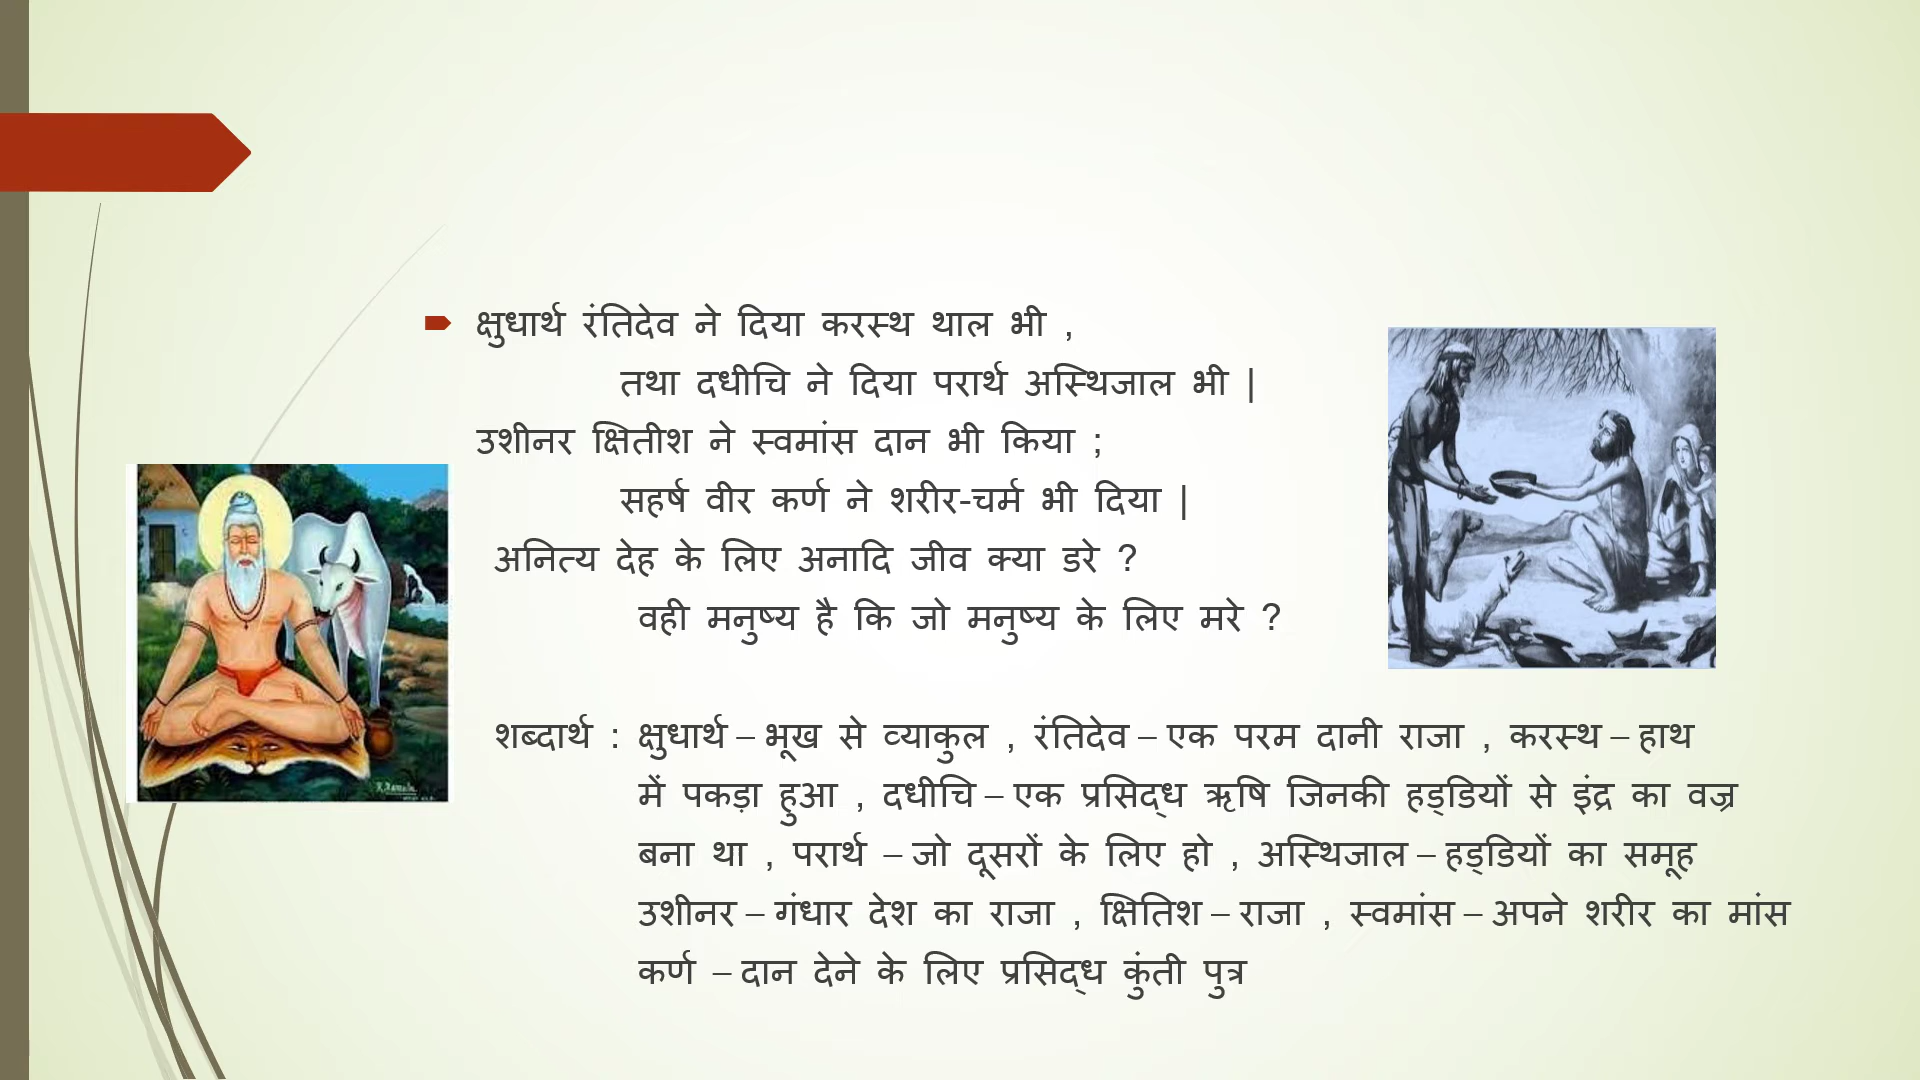 क्षुधार्थ रंतिदेव ने दिया करस्थ थाल भी ,
तथा दधीचि ने दिया परार्थ अस्थिजाल भी |
उशीनर क्षितीश ने स्वमांस दान भी किया ;
सहर्ष वीर कर्ण ने शरीर-चर्म भी दिया |
अनित्य देह के लिए अनादि जीव क्या डरे ?
वही मनुष्य है कि जो मनुष्य के लिए मरे ?
शब्दार्थ : क्षुधार्थ – भूख से व्याकुल , रंतिदेव – एक परम दानी राजा , करस्थ – हाथ
में पकड़ा हुआ , दधीचि – एक प्रसिद्ध ऋषि जिनकी हड्डियों से इंद्र का वज्र
बना था , परार्थ – जो दूसरों के लिए हो , अस्थिजाल – हड्डियों का समूह
उशीनर – गंधार देश का राजा , क्षितिश – राजा , स्वमांस – अपने शरीर का मांस
कर्ण – दान देने के लिए प्रसिद्ध कुंती पुत्र